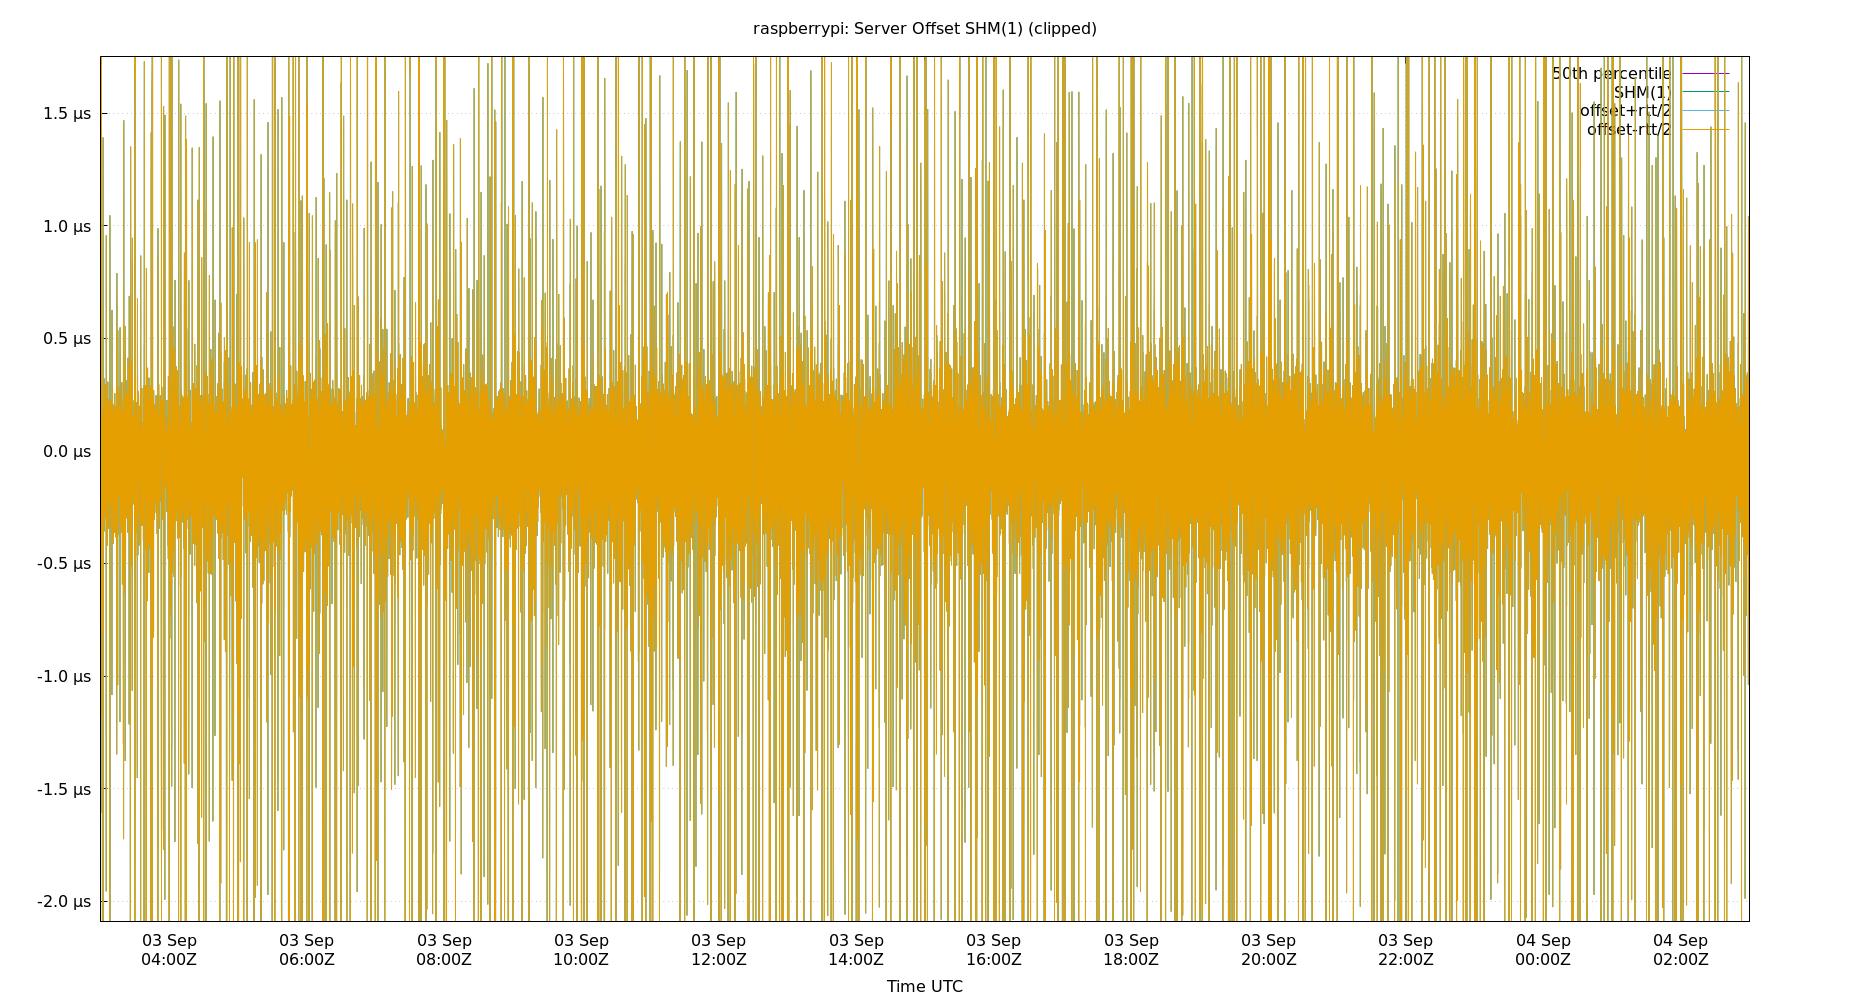 raspberrypi: Server Offset SHM(1) (clipped)
50th percentile
SHM(1)
offset+rtt/2
offset-rtt/2
1.5 µs
1.0 µs
0.5 µs
0.0 µs
-0.5 µs
-1.0 µs
-1.5 µs
-2.0 µs
03 Sep 03 Sep 03 Sep 03 Sep 03 Sep 03 Sep 03 Sep 03 Sep 03 Sep 03 Sep 04 Sep 04 Sep
04:00Z 06:00Z 08:00Z 10:00Z 12:00Z 14:00Z 16:00Z 18:00Z 20:00Z 22:00Z 00:00Z 02:00Z
Time UTC